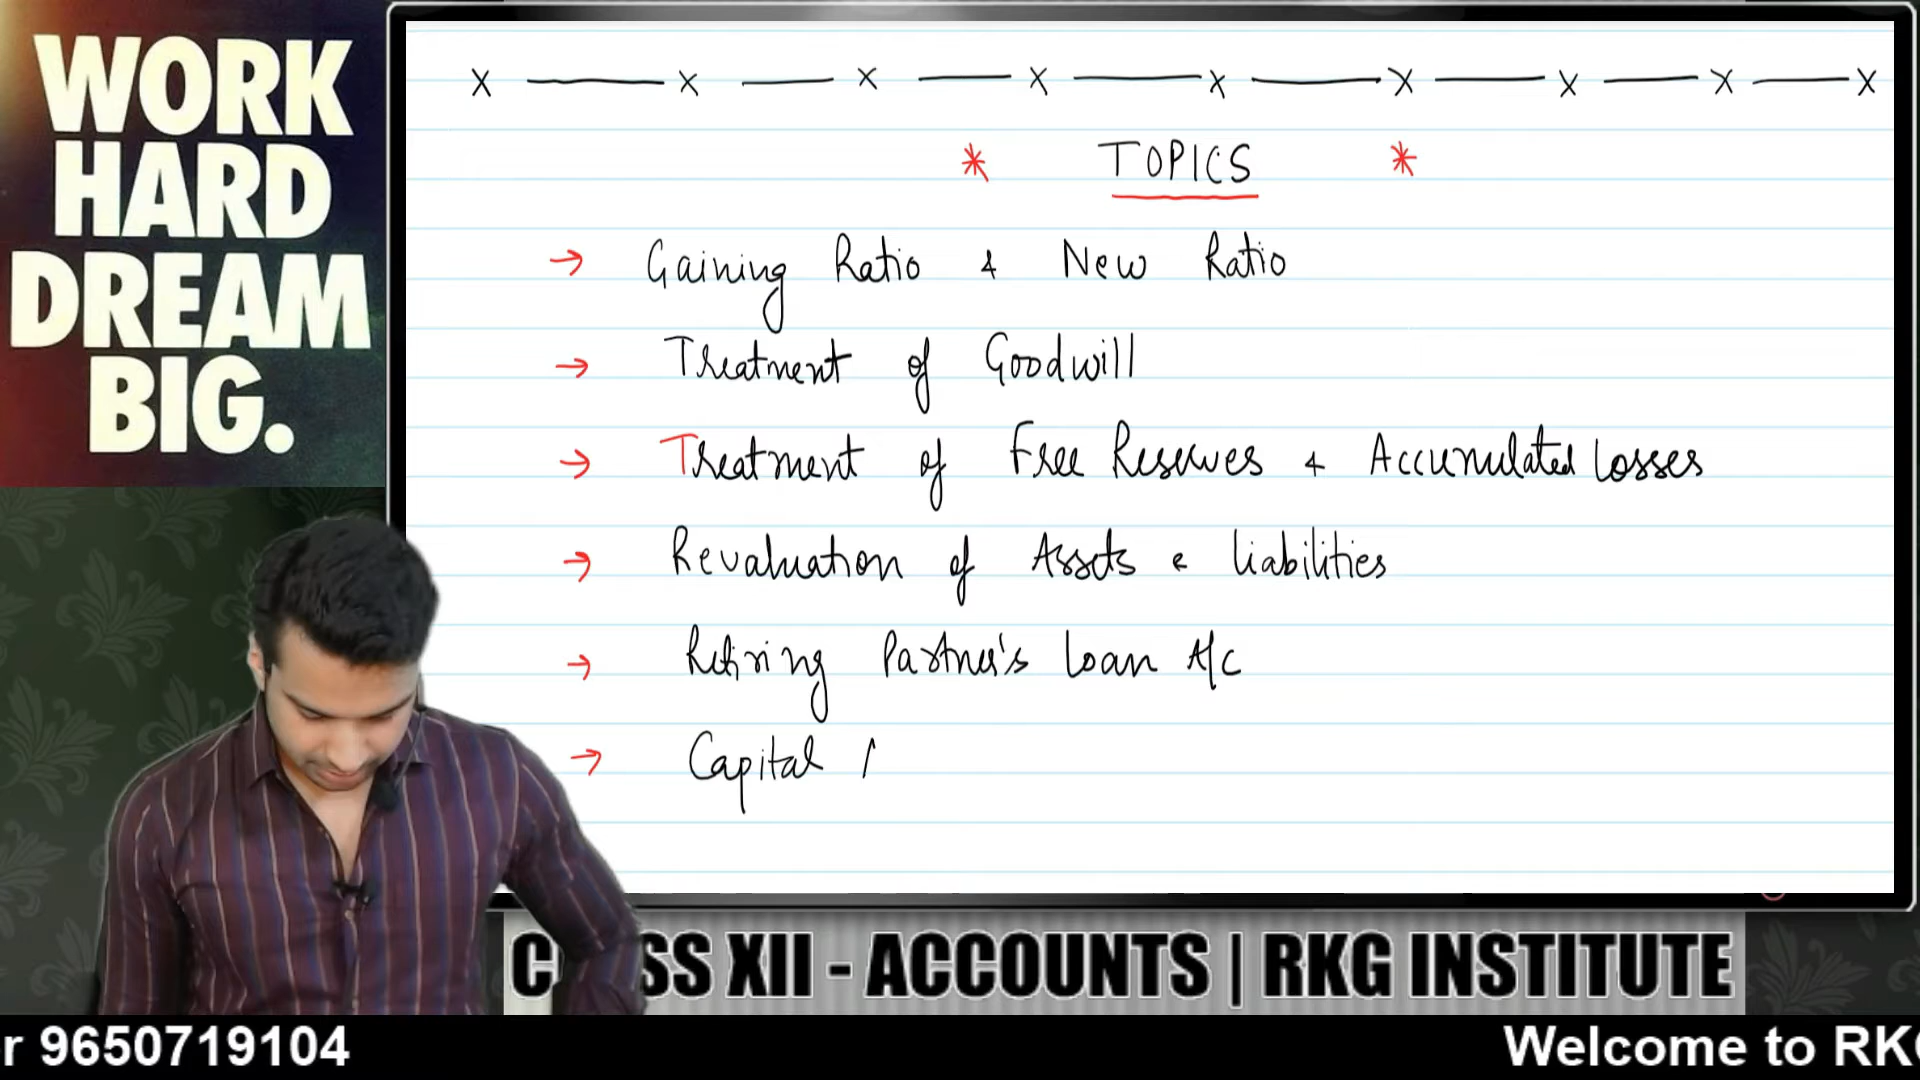 WORK
HARD
DREAM
BIG.
X — X — X — X — X — X — X — X — X
* TOPICS *
→ Gaining Ratio & New Ratio
→ Treatment of Goodwill
→ Treatment of Free Reserves & Accumulated Losses
→ Revaluation of Assets & Liabilities
→ Retiring Partner's Loan A/c
→ Capital
C SS XII - ACCOUNTS | RKG INSTITUTE
r 9650719104
Welcome to RK